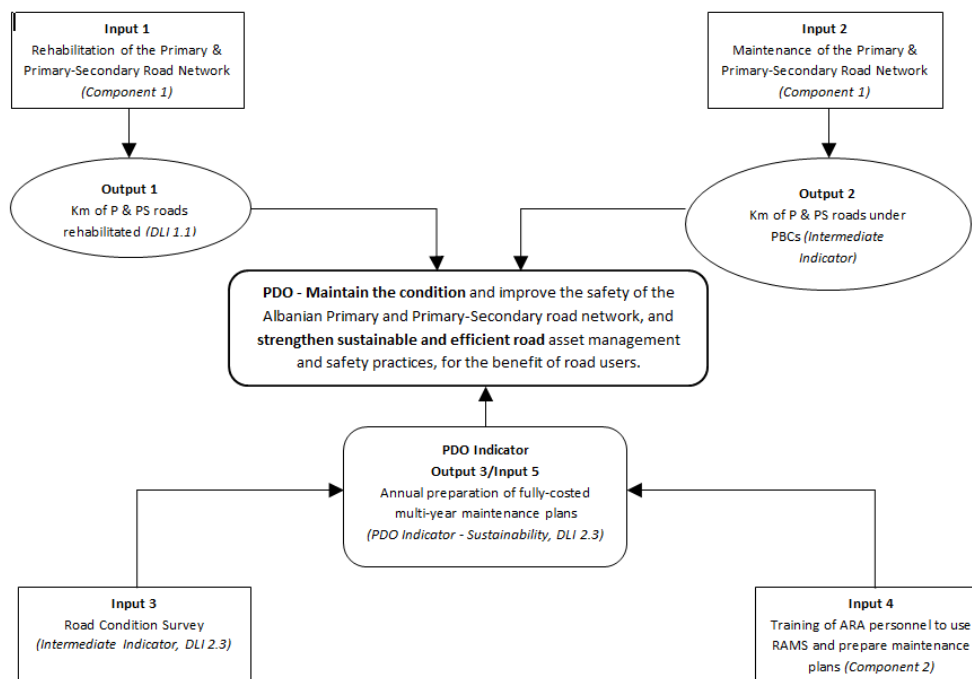 Input 1
Rehabilitation of the Primary &
Primary-Secondary Road Network
(Component 1)
Input 2
Maintenance of the Primary &
Primary-Secondary Road Network
(Component 1)
Output 1
Km of P & PS roads
rehabilitated (DLI 1.1)
Output 2
Km of P & PS roads under
PBCs (Intermediate
Indicator)
PDO - Maintain the condition and improve the safety of the
Albanian Primary and Primary-Secondary road network, and
strengthen sustainable and efficient road asset management
and safety practices, for the benefit of road users.
PDO Indicator
Output 3/Input 5
Annual preparation of fully-costed
multi-year maintenance plans
(PDO Indicator - Sustainability, DLI 2.3)
Input 3
Road Condition Survey
(Intermediate Indicator, DLI 2.3)
Input 4
Training of ARA personnel to use
RAMS and prepare maintenance
plans (Component 2)